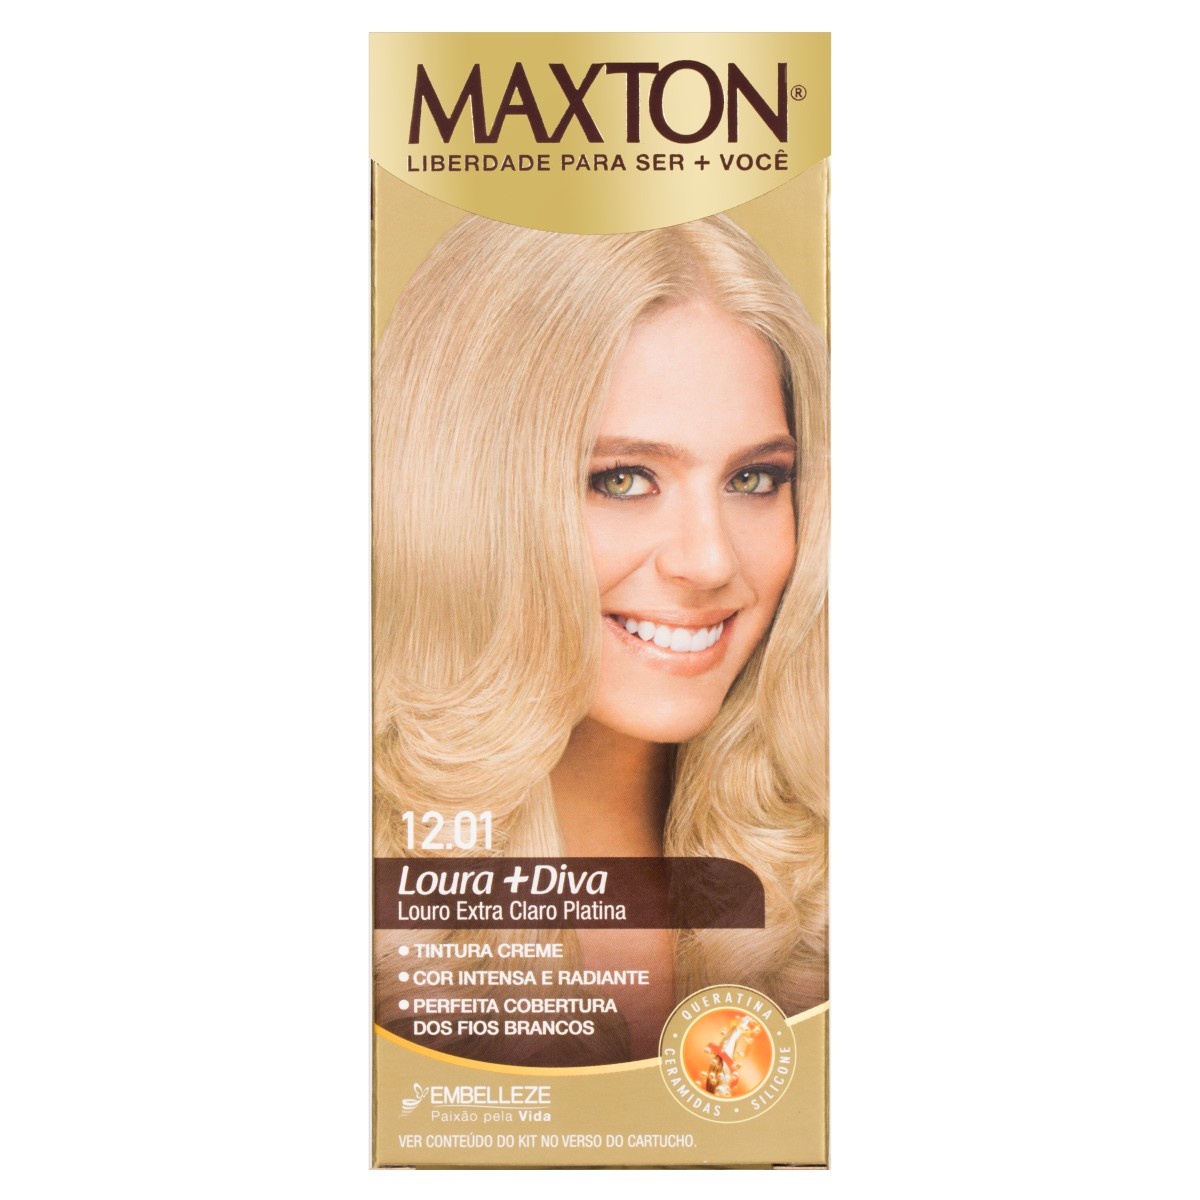 MAXTON®
LIBERDADE PARA SER + VOCÊ
12.01
Loura +Diva
Louro Extra Claro Platina
• TINTURA CREME
• COR INTENSA E RADIANTE
• PERFEITA COBERTURA
DOS FIOS BRANCOS
QUERATINA • SILICONE • CERAMIDAS •
EMBELLEZE
Paixão pela Vida
VER CONTEÚDO DO KIT NO VERSO DO CARTUCHO.